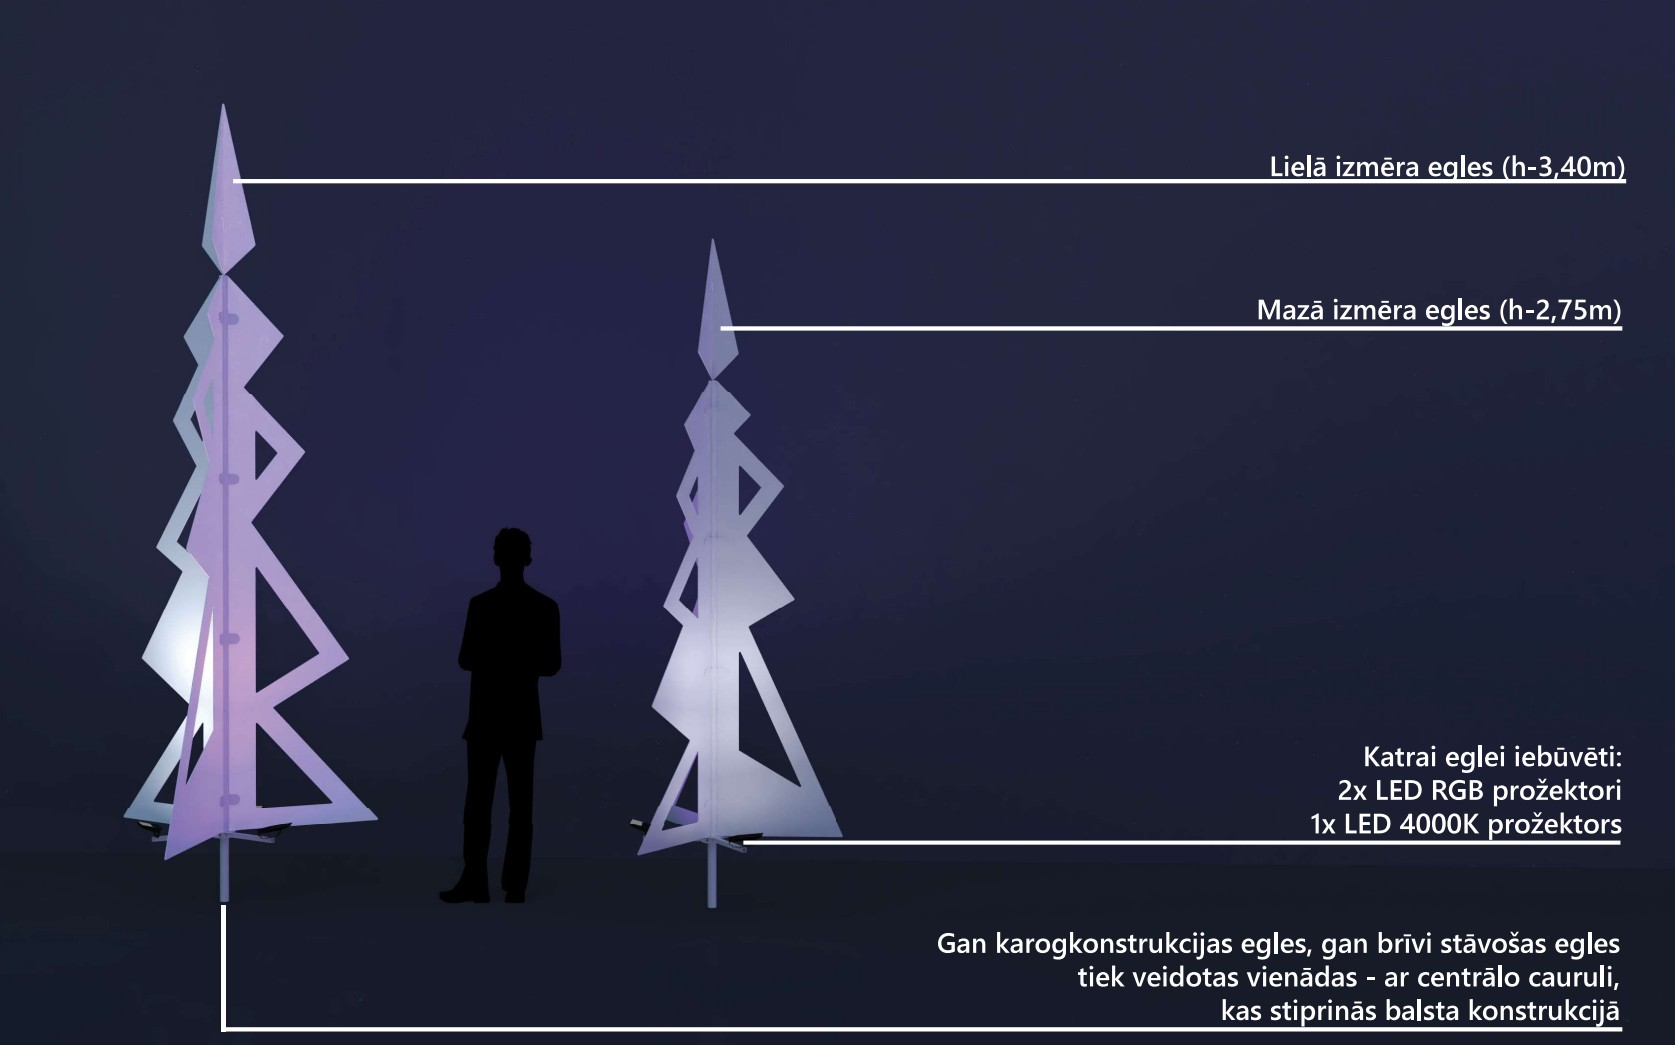 Lielā izmēra egles (h-3,40m)
Mazā izmēra egles (h-2,75m)
Katrai eglei iebūvēti:
2x LED RGB prožektori
1x LED 4000K prožektors
Gan karogkonstrukcijas egles, gan brīvi stāvošas egles
tiek veidotas vienādas - ar centrālo cauruli,
kas stiprinās balsta konstrukcijā